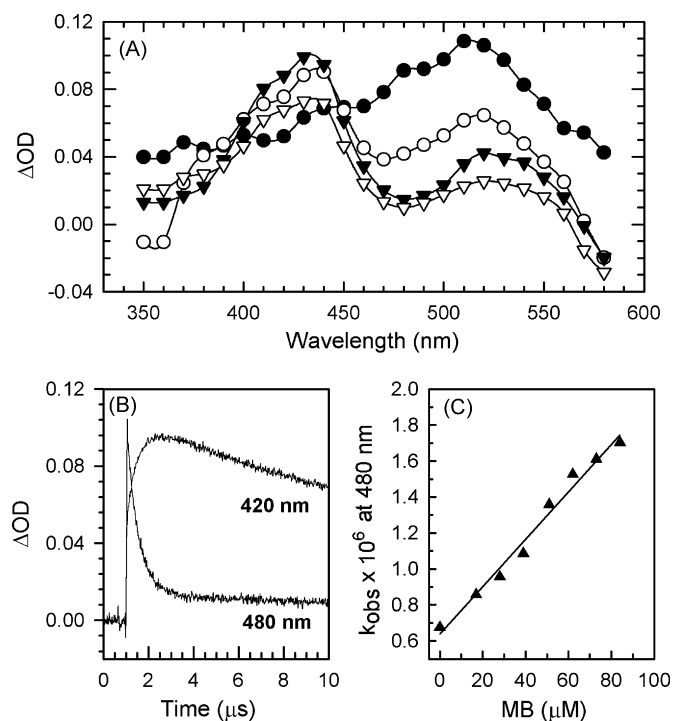 0.12
(A)
0.08
0.04
0.00
-0.04
ΔOD
350 400 450 500 550 600
Wavelength (nm)
0.12
(B)
0.08
0.04
0.00
ΔOD
420 nm
480 nm
0 2 4 6 8 10
Time (μs)
2.0
(C)
1.8
1.6
1.4
1.2
1.0
0.8
0.6
kobs x 10^6 at 480 nm
0 20 40 60 80 100
MB (μM)